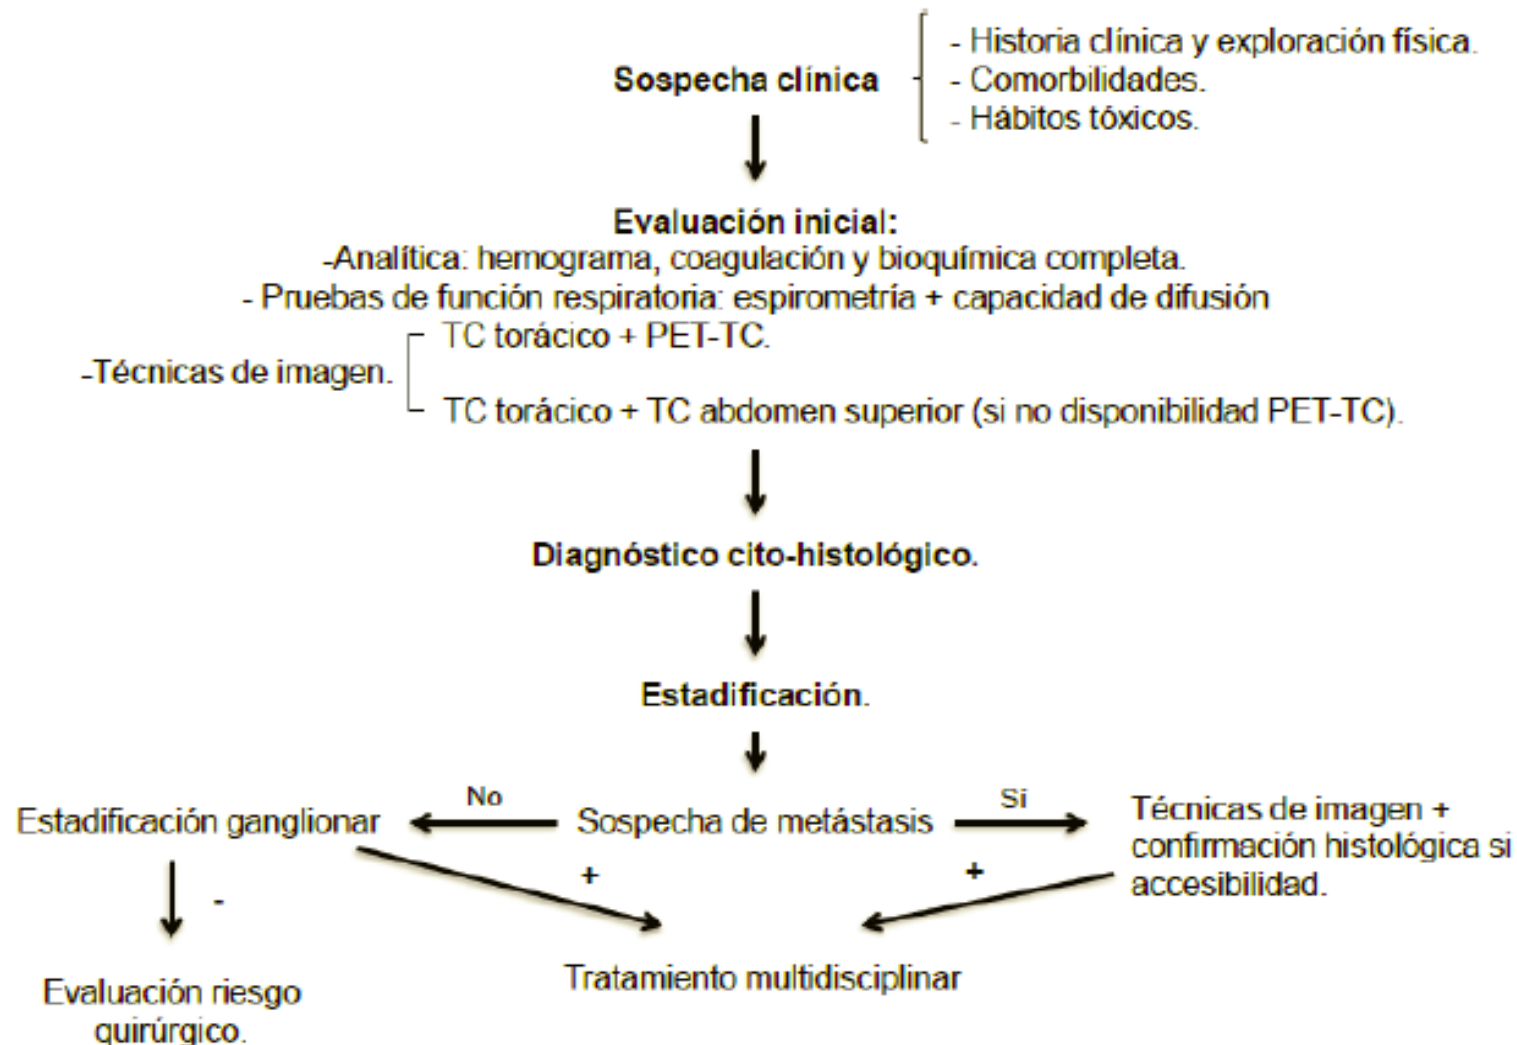 - Historia clínica y exploración física.
Sospecha clínica
- Comorbilidades.
- Hábitos tóxicos.
Evaluación inicial:
-Analítica: hemograma, coagulación y bioquímica completa.
- Pruebas de función respiratoria: espirometría + capacidad de difusión
TC torácico + PET-TC.
-Técnicas de imagen.
TC torácico + TC abdomen superior (si no disponibilidad PET-TC).
Diagnóstico cito-histológico.
Estadificación.
Estadificación ganglionar
No
Sospecha de metástasis
Si
Técnicas de imagen +
confirmación histológica si
accesibilidad.
+
+
-
Tratamiento multidisciplinar
Evaluación riesgo
quirúrgico.